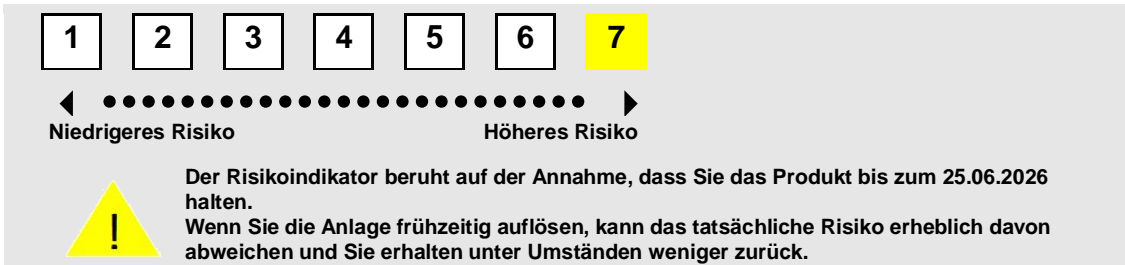 1 2 3 4 5 6 7
Niedrigeres Risiko Höheres Risiko
Der Risikoindikator beruht auf der Annahme, dass Sie das Produkt bis zum 25.06.2026
halten.
Wenn Sie die Anlage frühzeitig auflösen, kann das tatsächliche Risiko erheblich davon
abweichen und Sie erhalten unter Umständen weniger zurück.
!